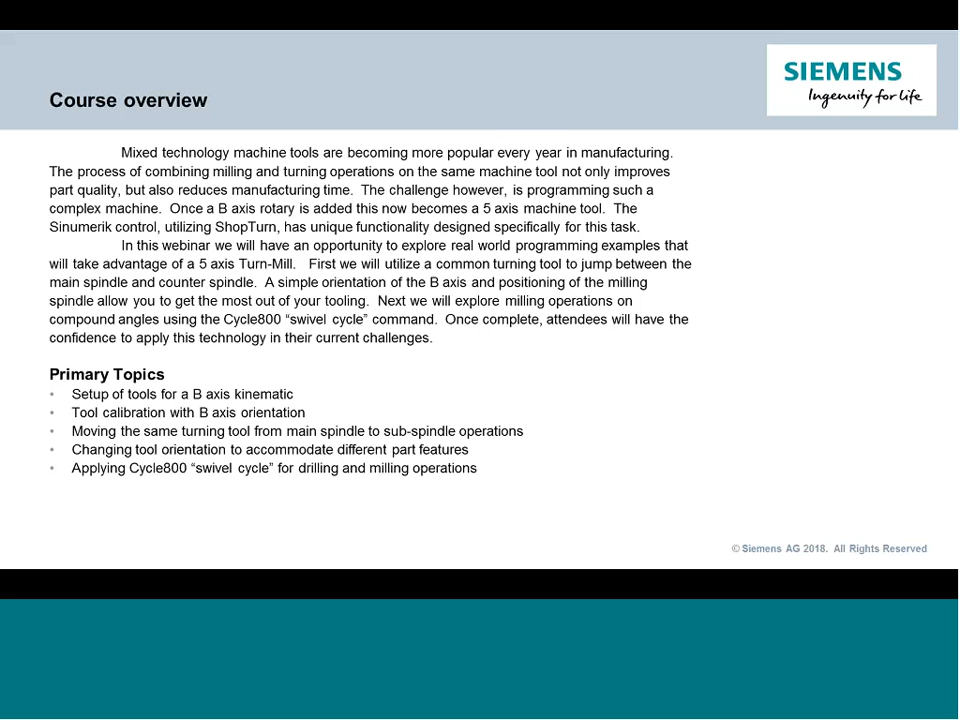 SIEMENS
Ingenuity for life
Course overview
Mixed technology machine tools are becoming more popular every year in manufacturing.
The process of combining milling and turning operations on the same machine tool not only improves
part quality, but also reduces manufacturing time. The challenge however, is programming such a
complex machine. Once a B axis rotary is added this now becomes a 5 axis machine tool. The
Sinumerik control, utilizing ShopTurn, has unique functionality designed specifically for this task.
In this webinar we will have an opportunity to explore real world programming examples that
will take advantage of a 5 axis Turn-Mill. First we will utilize a common turning tool to jump between the
main spindle and counter spindle. A simple orientation of the B axis and positioning of the milling
spindle allow you to get the most out of your tooling. Next we will explore milling operations on
compound angles using the Cycle800 “swivel cycle” command. Once complete, attendees will have the
confidence to apply this technology in their current challenges.
Primary Topics
• Setup of tools for a B axis kinematic
• Tool calibration with B axis orientation
• Moving the same turning tool from main spindle to sub-spindle operations
• Changing tool orientation to accommodate different part features
• Applying Cycle800 “swivel cycle” for drilling and milling operations
© Siemens AG 2018. All Rights Reserved